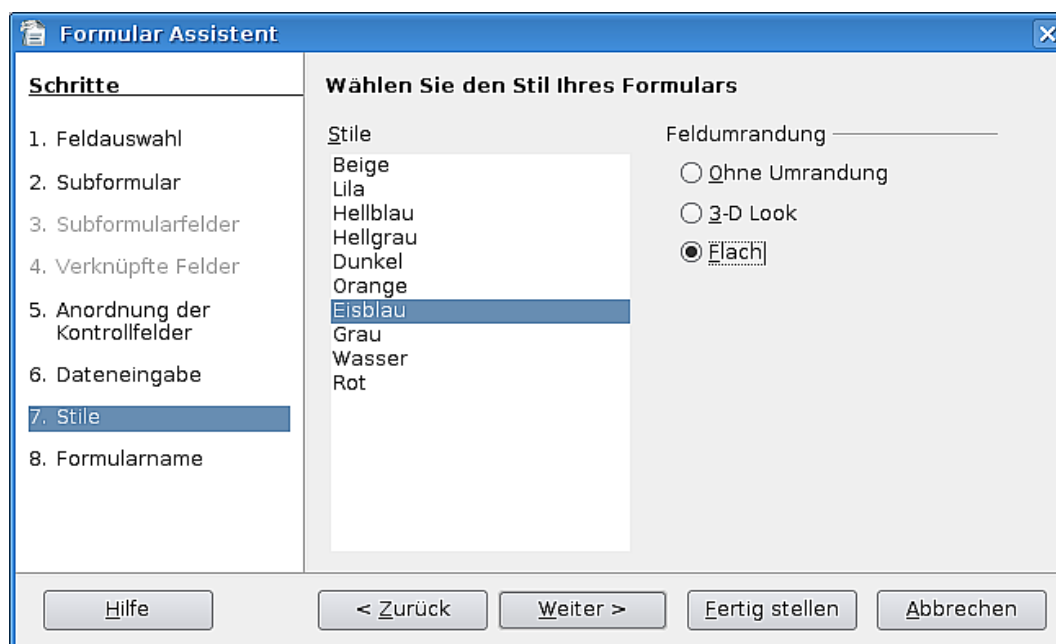 Formular Assistent
Schritte
1. Feldauswahl
2. Subformular
3. Subformularfelder
4. Verknüpfte Felder
5. Anordnung der
Kontrollfelder
6. Dateneingabe
7. Stile
8. Formularname
Wählen Sie den Stil Ihres Formulars
Stile
Beige
Lila
Hellblau
Hellgrau
Dunkel
Orange
Eisblau
Grau
Wasser
Rot
Feldumrandung
Ohne Umrandung
3-D Look
Flach
Hilfe
< Zurück
Weiter >
Fertig stellen
Abbrechen